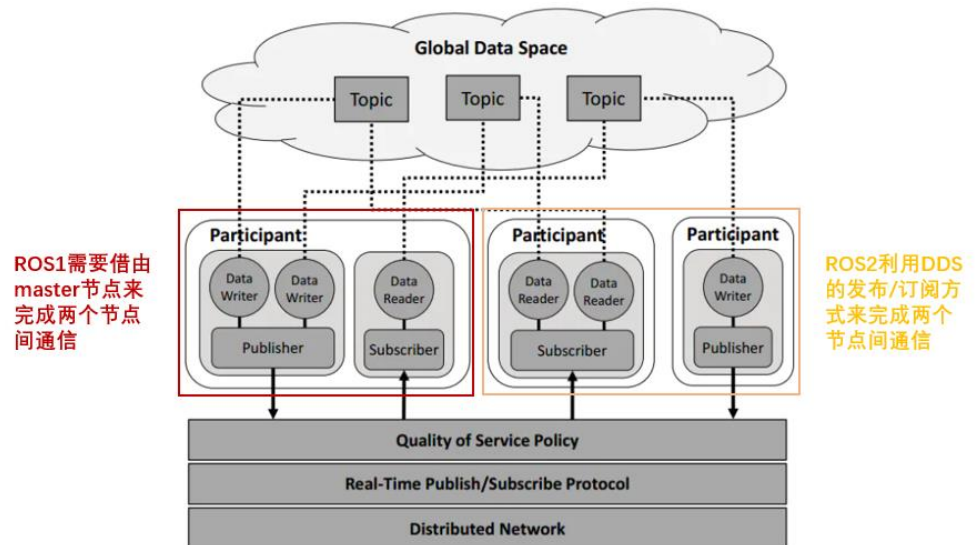 Global Data Space
Topic
Topic
Topic
ROS1需要借由
master节点来
完成两个节点
间通信
Participant
Data
Writer
Data
Writer
Data
Reader
Publisher
Subscriber
Participant
Data
Reader
Data
Reader
Subscriber
Participant
Data
Writer
Publisher
ROS2利用DDS
的发布/订阅方
式来完成两个
节点间通信
Quality of Service Policy
Real-Time Publish/Subscribe Protocol
Distributed Network